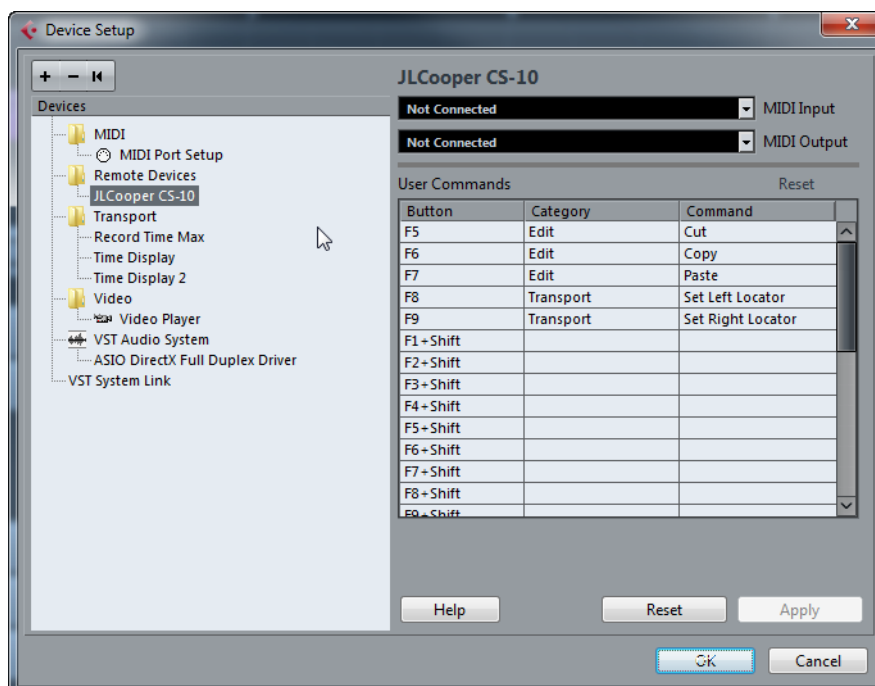 Device Setup
JLCooper CS-10
Devices
MIDI
MIDI Port Setup
Remote Devices
JLCooper CS-10
Transport
Record Time Max
Time Display
Time Display 2
Video
Video Player
VST Audio System
ASIO DirectX Full Duplex Driver
VST System Link
Not Connected MIDI Input
Not Connected MIDI Output
User Commands Reset
Button Category Command
F5 Edit Cut
F6 Edit Copy
F7 Edit Paste
F8 Transport Set Left Locator
F9 Transport Set Right Locator
F1+Shift
F2+Shift
F3+Shift
F4+Shift
F5+Shift
F6+Shift
F7+Shift
F8+Shift
F9+Shift
Help Reset Apply
OK Cancel